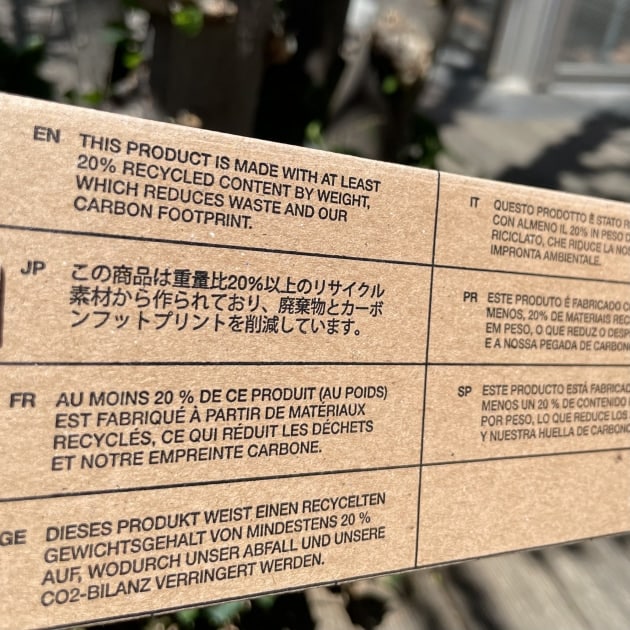 EN THIS PRODUCT IS MADE WITH AT LEAST
20% RECYCLED CONTENT BY WEIGHT,
WHICH REDUCES WASTE AND OUR
CARBON FOOTPRINT.
JP この商品は重量比20%以上のリサイクル
素材から作られており、廃棄物とカーボ
ンフットプリントを削減しています。
FR AU MOINS 20 % DE CE PRODUIT (AU POIDS)
EST FABRIQUÉ À PARTIR DE MATÉRIAUX
RECYCLÉS, CE QUI RÉDUIT LES DÉCHETS
ET NOTRE EMPREINTE CARBONE.
GE DIESES PRODUKT WEIST EINEN RECYCELTEN
GEWICHTSGEHALT VON MINDESTENS 20 %
AUF, WODURCH UNSER ABFALL UND UNSERE
CO2-BILANZ VERRINGERT WERDEN.
IT QUESTO PRODOTTO È STATO
CON ALMENO IL 20% IN PESO
RICICLATO, CHE RIDUCE LA
IMPRONTA AMBIENTALE.
PR ESTE PRODUTO É FABRICADO
MENOS, 20% DE MATERIAIS
EM PESO, O QUE REDUZ O
E A NOSSA PEGADA DE
SP ESTE PRODUCTO ESTÁ
MENOS UN 20 % DE CONTENIDO
POR PESO, LO QUE REDUCE LOS
Y NUESTRA HUELLA DE